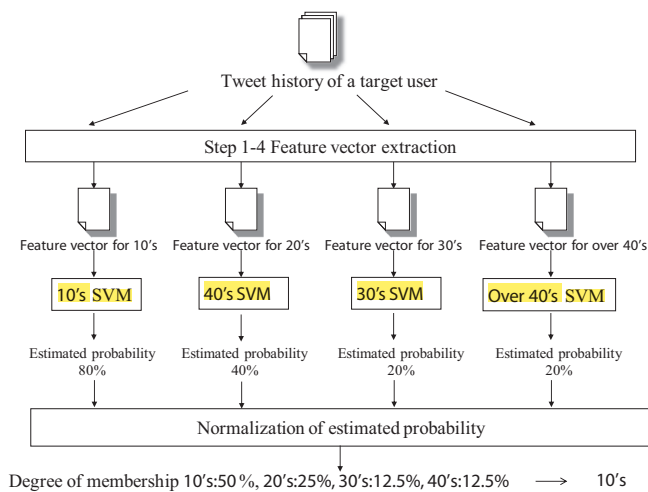 Tweet history of a target user
Step 1-4 Feature vector extraction
Feature vector for 10's
Feature vector for 20's
Feature vector for 30's
Feature vector for over 40's
10's SVM
40's SVM
30's SVM
Over 40's SVM
Estimated probability
80%
Estimated probability
40%
Estimated probability
20%
Estimated probability
20%
Normalization of estimated probability
Degree of membership 10's:50 %, 20's:25%, 30's:12.5%, 40's:12.5% → 10's